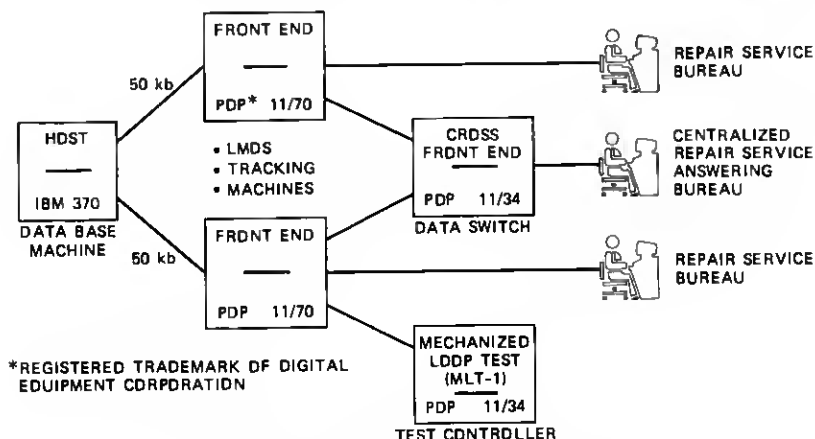 FRONT END
PDP* 11/70
50 kb
REPAIR SERVICE
BUREAU
HOST
IBM 370
DATA BASE
MACHINE
• LMOS
• TRACKING
• MACHINES
CROSS
FRONT END
PDP 11/34
DATA SWITCH
CENTRALIZED
REPAIR SERVICE
ANSWERING
BUREAU
50 kb
FRONT END
PDP 11/70
REPAIR SERVICE
BUREAU
MECHANIZED
LOOP TEST
(MLT-1)
PDP 11/34
TEST CONTROLLER
*REGISTERED TRADEMARK OF DIGITAL
EQUIPMENT CORPORATION